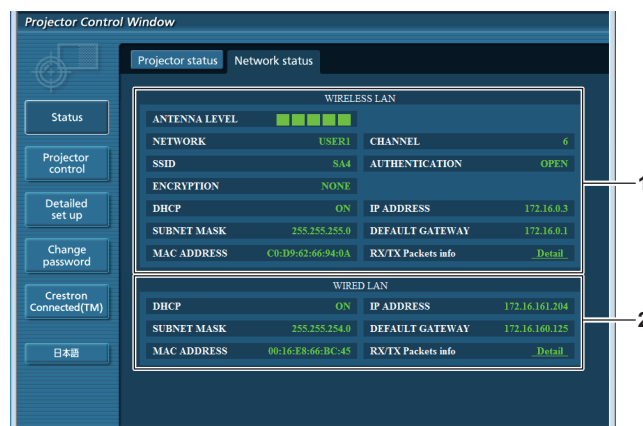 Projector Control Window
Projector status Network status
Status
Projector
control
Detailed
set up
Change
password
Crestron
Connected(TM)
日本語
WIRELESS LAN
ANTENNA LEVEL
NETWORK USER1 CHANNEL 6
SSID SA4 AUTHENTICATION OPEN
ENCRYPTION NONE
DHCP ON IP ADDRESS 172.16.0.3
SUBNET MASK 255.255.255.0 DEFAULT GATEWAY 172.16.0.1
MAC ADDRESS C0:D9:62:66:94:0A RX/TX Packets info Detail
1
WIRED LAN
DHCP ON IP ADDRESS 172.16.161.204
SUBNET MASK 255.255.254.0 DEFAULT GATEWAY 172.16.160.125
MAC ADDRESS 00:16:E8:66:BC:45 RX/TX Packets info Detail
2